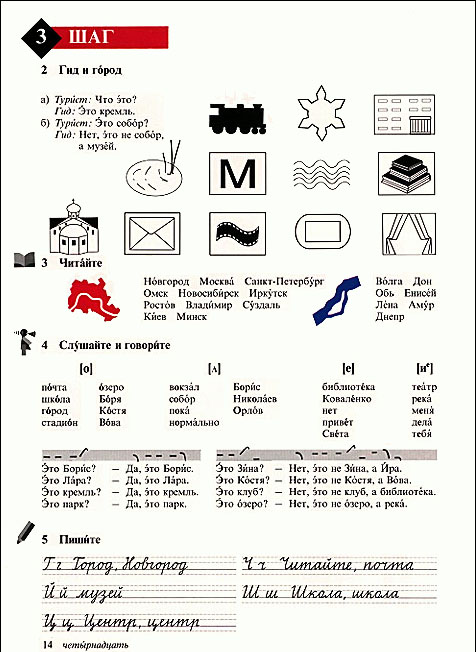 3 ШАГ
2 Гид и го́род
а) Тури́ст: Что э́то?
Гид: Э́то кремль.
б) Тури́ст: Э́то собо́р?
Гид: Нет, э́то не собо́р,
а музе́й.
М
3 Чита́йте
Но́вгород Москва́ Санкт-Петербу́рг
Омск Новосиби́рск Ирку́тск
Росто́в Влади́мир Су́здаль
Ки́ев Минск
Во́лга Дон
Обь Енисе́й
Ле́на Аму́р
Днепр
4 Слу́шайте и говори́те
[о] [ʌ] [е] [иᵉ]
по́чта о́зеро вокза́л Бори́с библиоте́ка теа́тр
шко́ла Бо́ря собо́р Никола́ев Ковале́нко река́
го́род Ко́стя пока́ Орло́в нет меня́
стадио́н Во́ва норма́льно приве́т дела́
Све́та тебя́
Э́то Бори́с? – Да, э́то Бори́с.
Э́то Ла́ра? – Да, э́то Ла́ра.
Э́то кремль? – Да, э́то кремль.
Э́то парк? – Да, э́то парк.
Э́то Зи́на? – Нет, э́то не Зи́на, а И́ра.
Э́то Ко́стя? – Нет, э́то не Ко́стя, а Во́ва.
Э́то клуб? – Нет, э́то не клуб, а библиоте́ка.
Э́то о́зеро? – Нет, э́то не о́зеро, а река́.
5 Пиши́те
Г г Город, Новгород
Й й музей
Ц ц Центр, центр
Ч ч Читайте, почта
Ш ш Школа, школа
14 четы́рнадцать